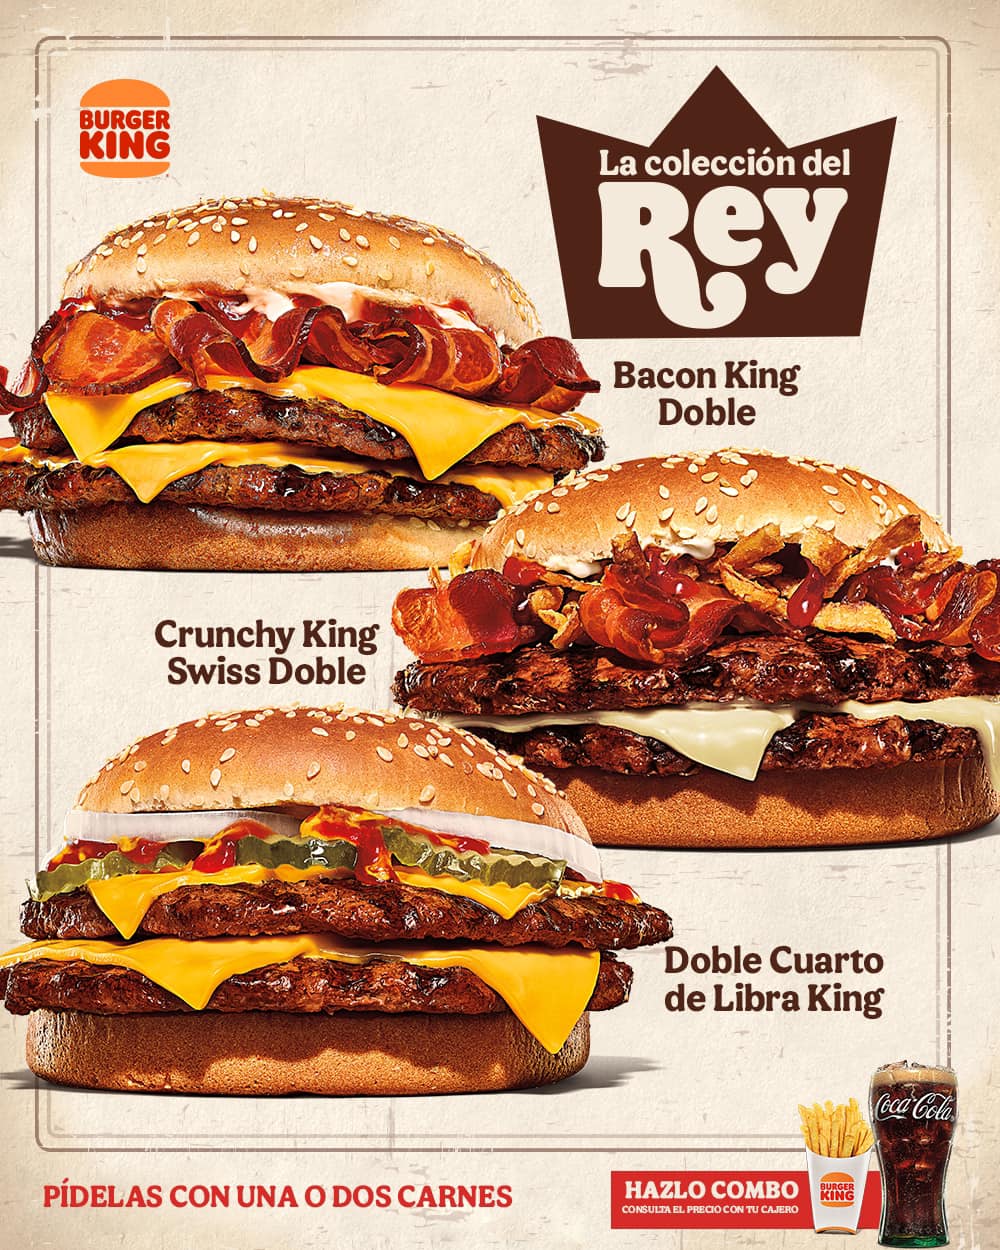 BURGER
KING
La colección del
Rey
Bacon King
Doble
Crunchy King
Swiss Doble
Doble Cuarto
de Libra King
PÍDELAS CON UNA O DOS CARNES
HAZLO COMBO
CONSULTA EL PRECIO CON TU CAJERO
BURGER
KING
Coca-Cola